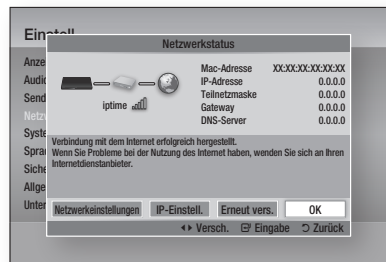 Einstell
Netzwerkstatus
Anze
Audio
Send
Netz
Syste
Sprac
Siche
Allge
Unter
iptime
Mac-Adresse XX:XX:XX:XX:XX:XX
IP-Adresse 0.0.0.0
Teilnetzmaske 0.0.0.0
Gateway 0.0.0.0
DNS-Server 0.0.0.0
Verbindung mit dem Internet erfolgreich hergestellt.
Wenn Sie Probleme bei der Nutzung des Internet haben, wenden Sie sich an Ihren
Internetdienstanbieter.
Netzwerkeinstellungen IP-Einstell. Erneut vers. OK
Versch. Eingabe Zurück